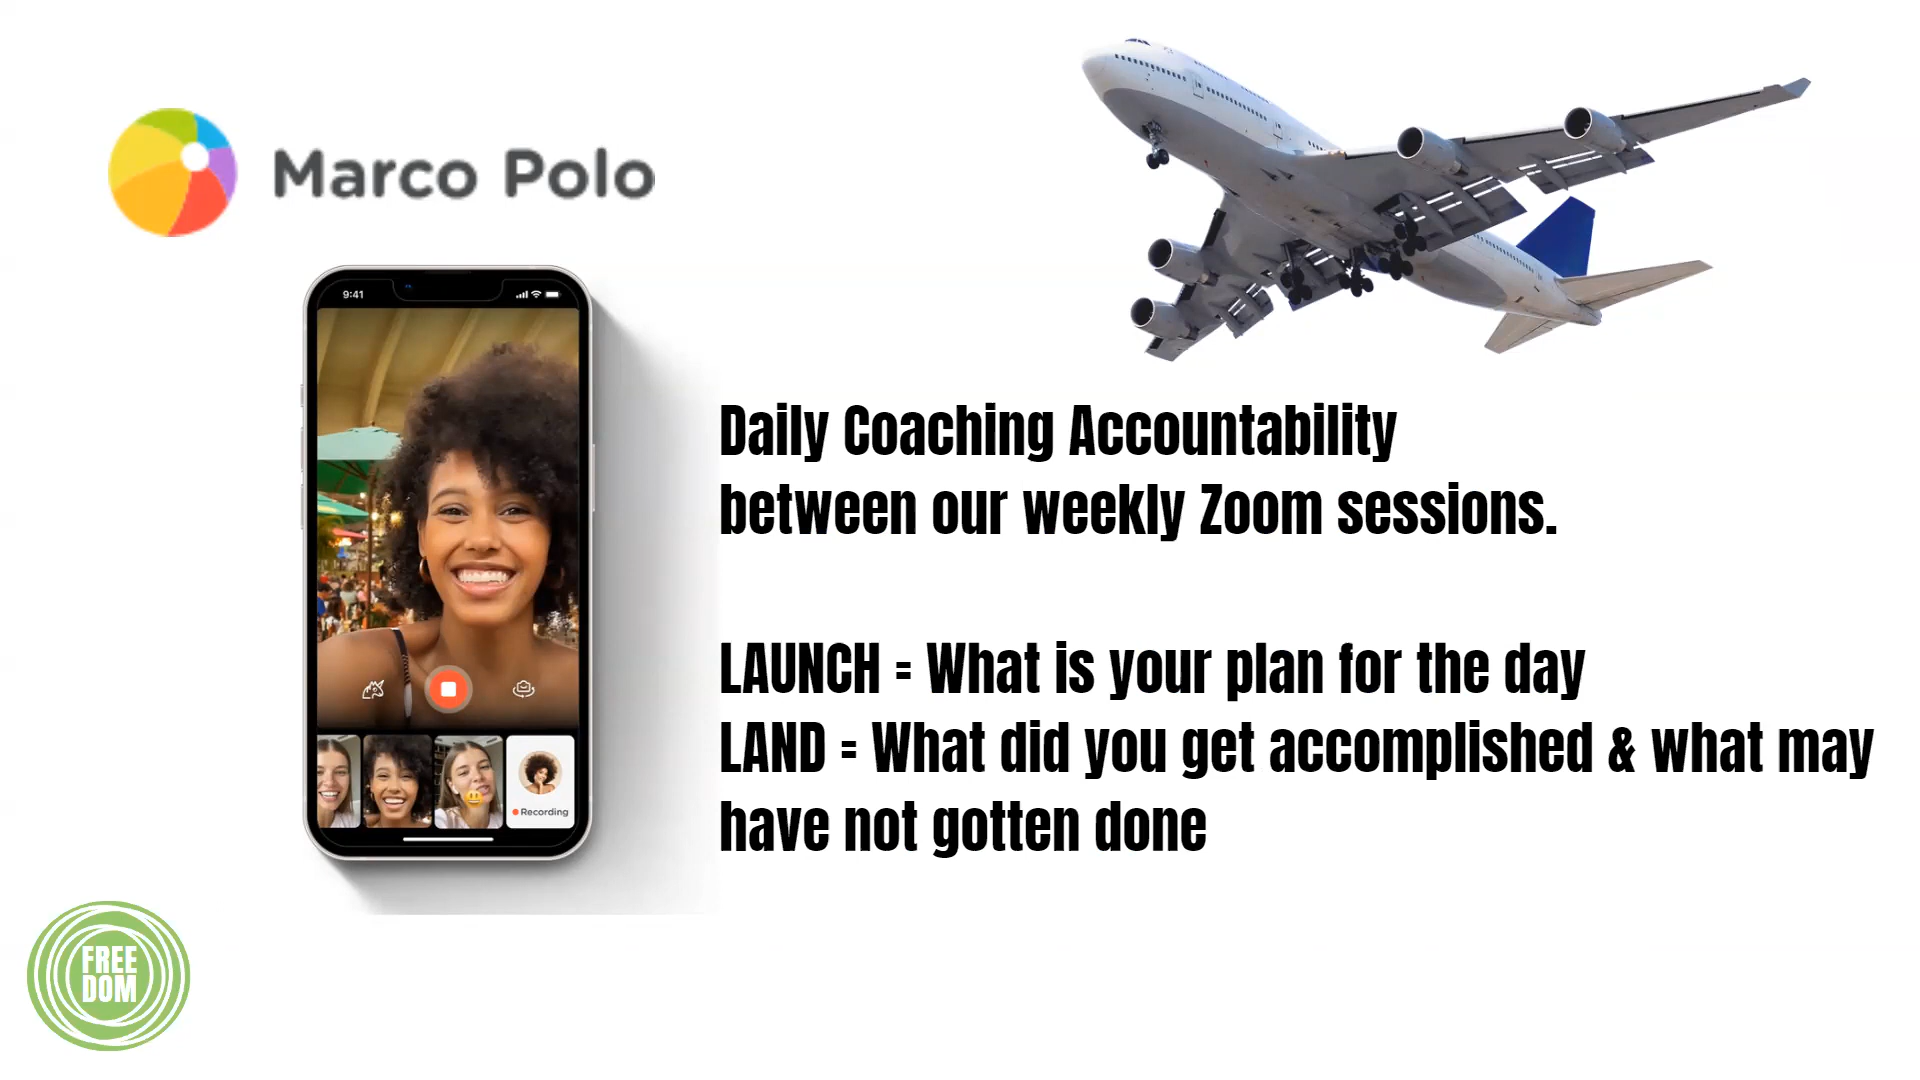 Marco Polo
9:41
Recording
Daily Coaching Accountability
between our weekly Zoom sessions.
LAUNCH = What is your plan for the day
LAND = What did you get accomplished & what may
have not gotten done
FREE
DOM